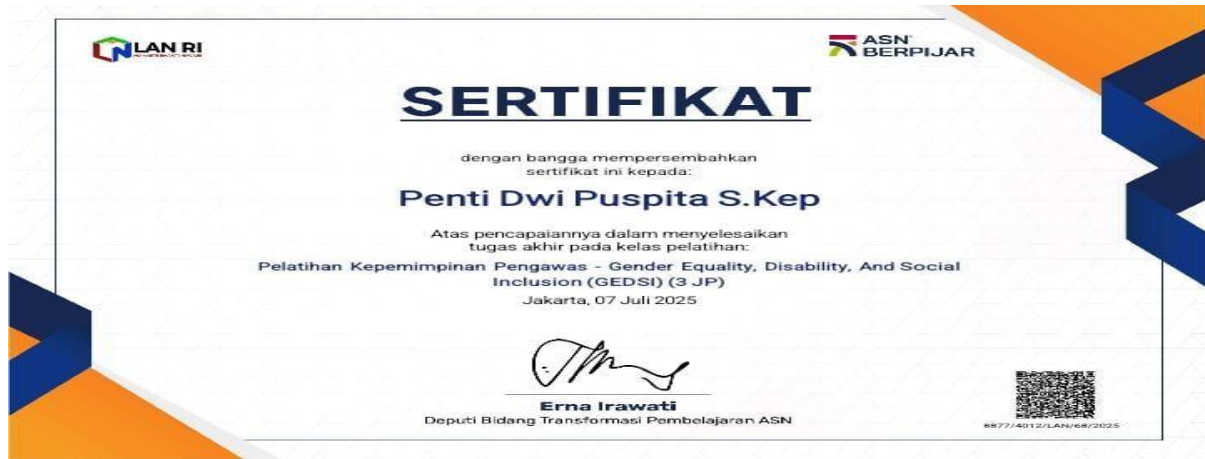 LAN RI
ASN
BERPIJAR
SERTIFIKAT
dengan bangga mempersembahkan
sertifikat ini kepada:
Penti Dwi Puspita S.Kep
Atas pencapaiannya dalam menyelesaikan
tugas akhir pada kelas pelatihan:
Pelatihan Kepemimpinan Pengawas - Gender Equality, Disability, And Social
Inclusion (GEDSI) (3 JP)
Jakarta, 07 Juli 2025
Erna Irawati
Deputi Bidang Transformasi Pembelajaran ASN
8877/4012/LAN/68/2025